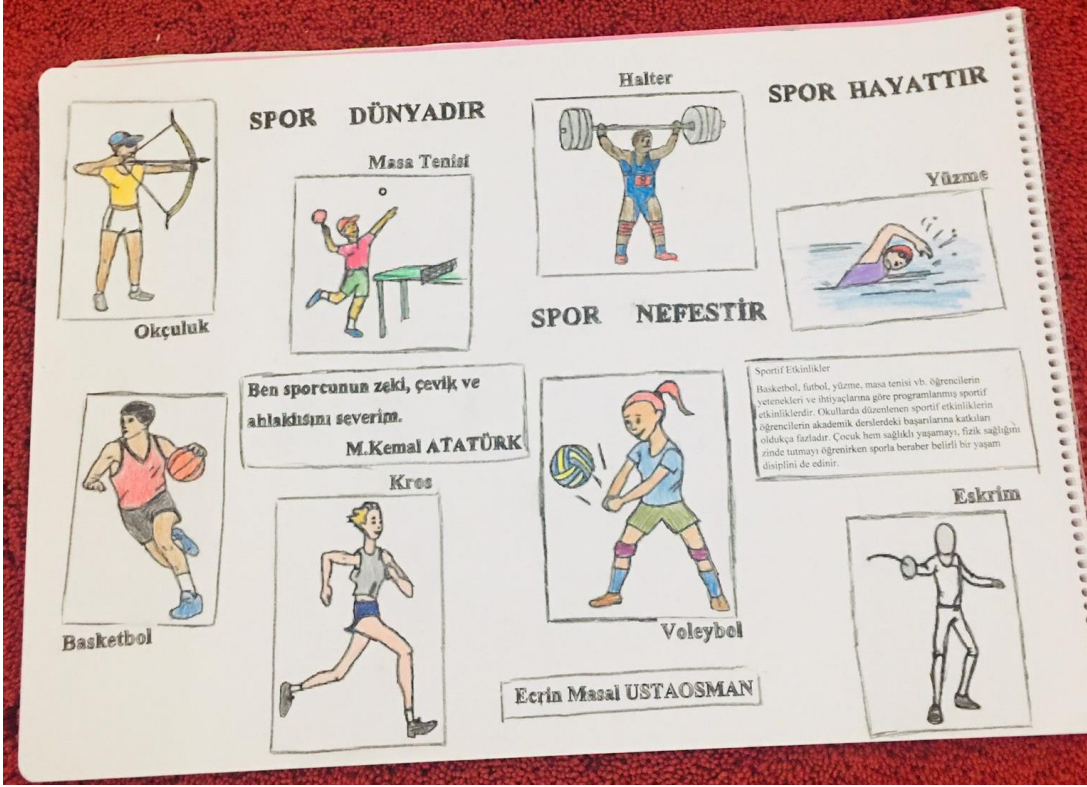 SPOR DÜNYADIR
Halter
SPOR HAYATTIR
Masa Tenisi
Yüzme
Okçuluk
SPOR NEFESTİR
Ben sporcunun zeki, çevik ve
ahlaklısını severim.
M.Kemal ATATÜRK
Sportif Etkinlikler
Basketbol, futbol, yüzme, masa tenisi vb. öğrencilerin
yetenekleri ve ihtiyaçlarına göre programlanmış sportif
etkinliklerdir. Okullarda düzenlenen sportif etkinliklerin
öğrencilerin akademik derslerdeki başarılarına katkıları
oldukça fazladır. Çocuk hem sağlıklı yaşamayı, fizik sağlığını
zinde tutmayı öğrenirken sporla beraber belirli bir yaşam
disiplini de edinir.
Kros
Eskrim
Basketbol
Voleybol
Ecrin Masal USTAOSMAN